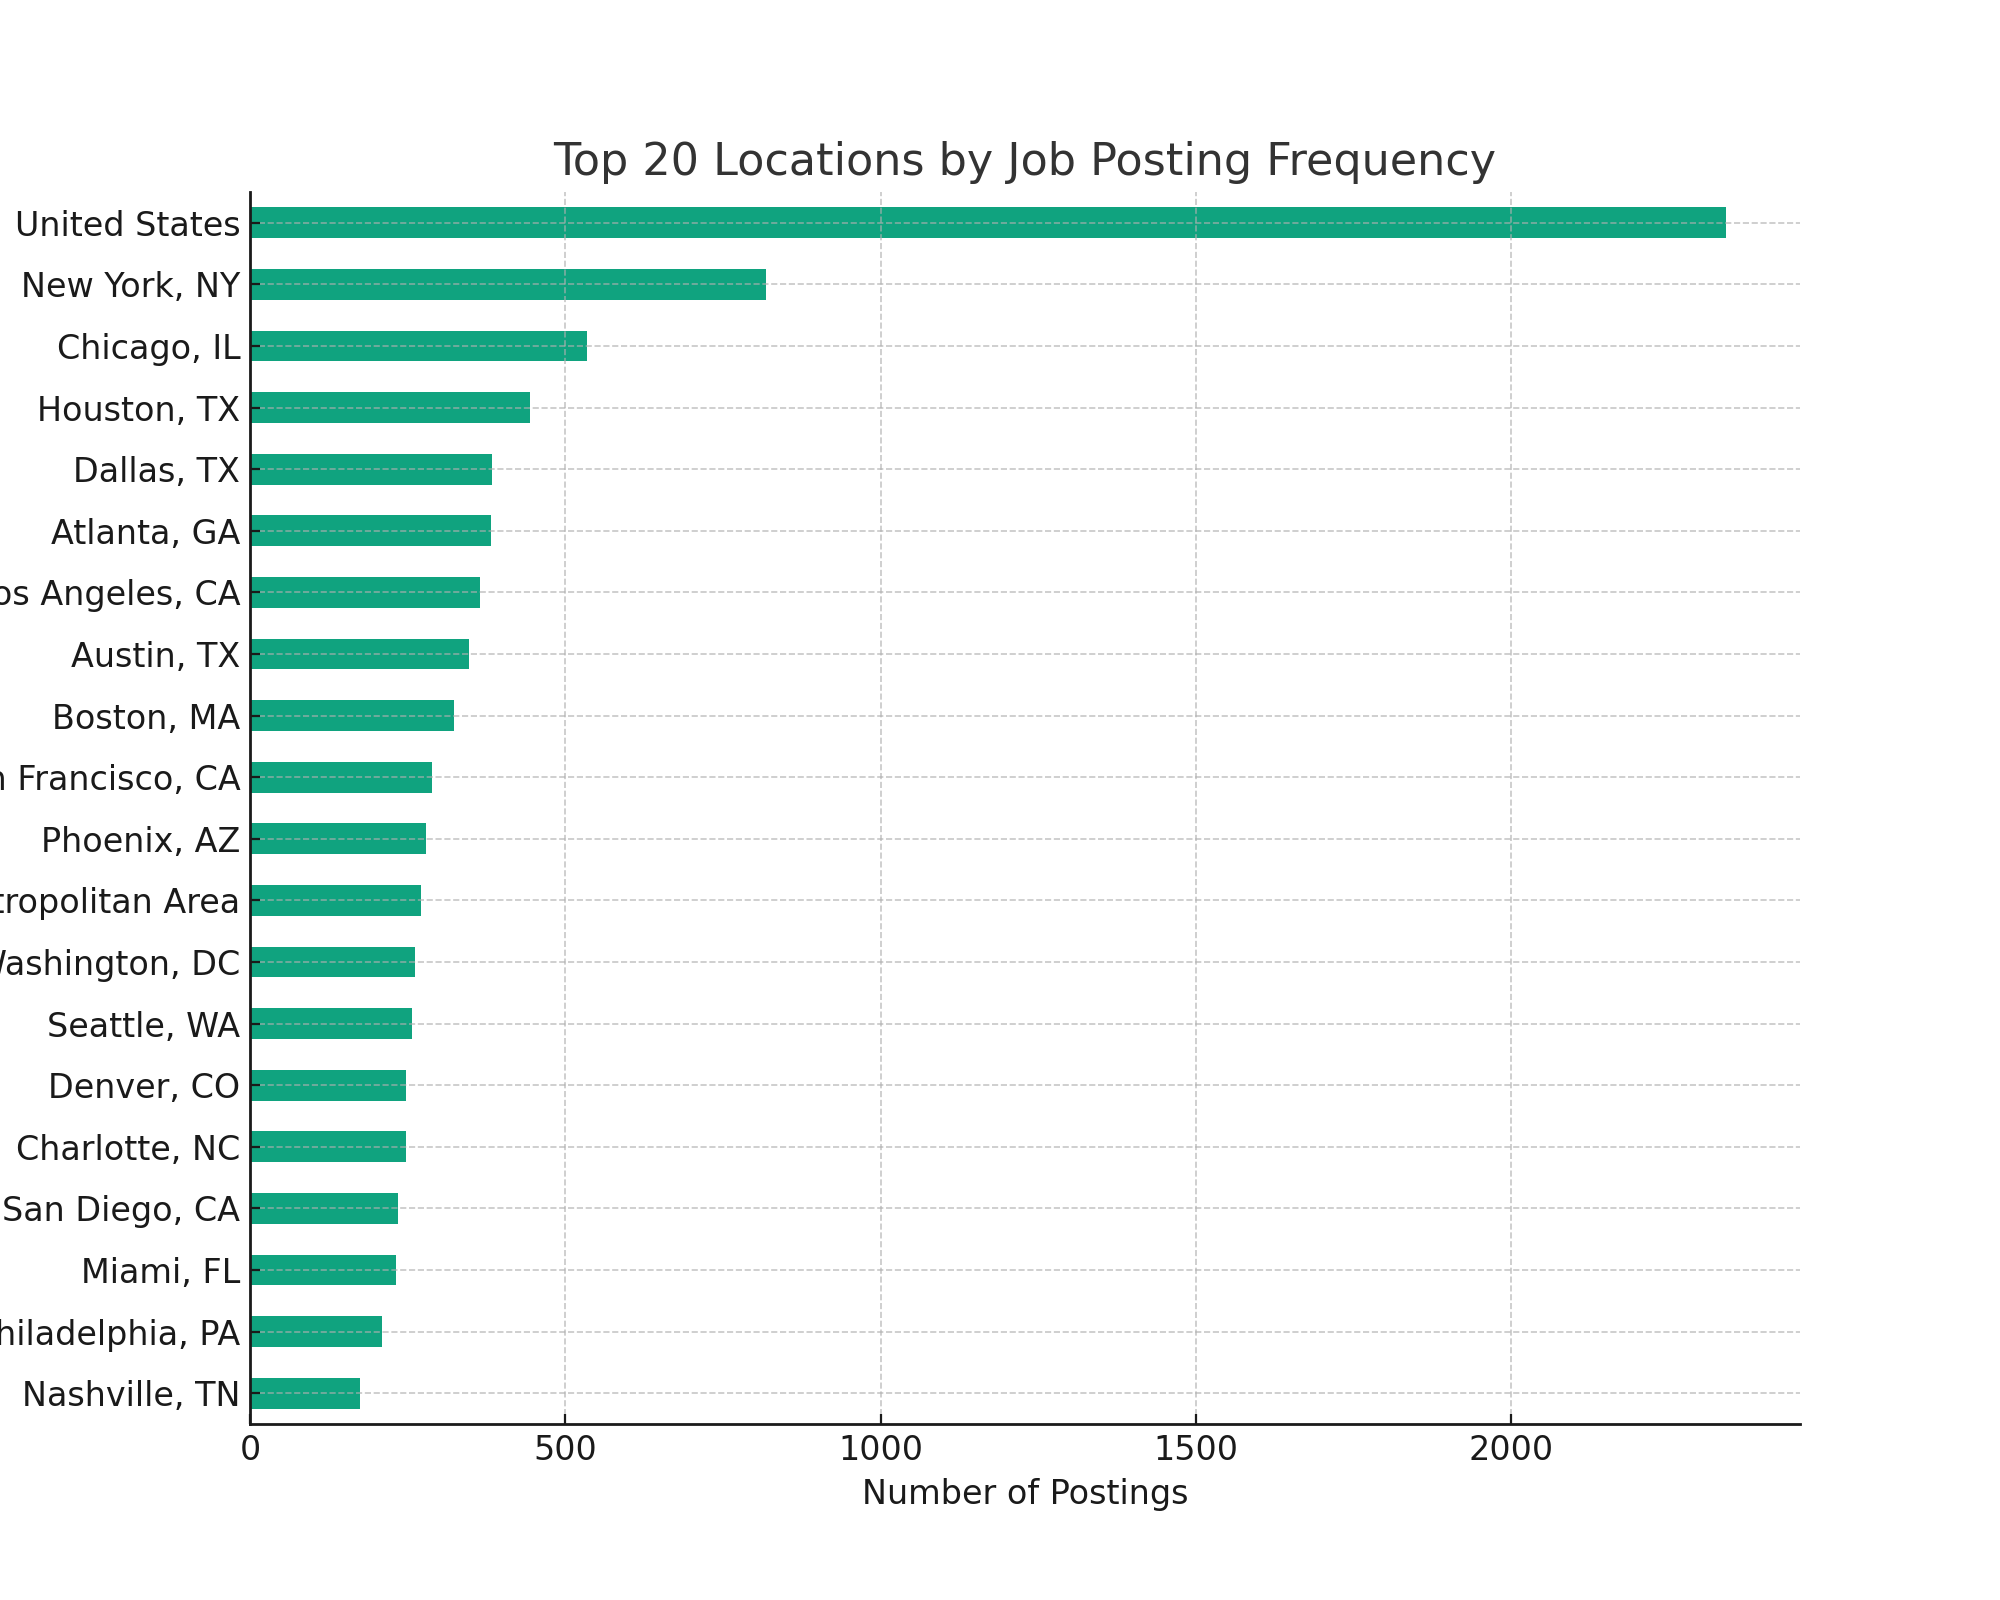 Top 20 Locations by Job Posting Frequency
United States
New York, NY
Chicago, IL
Houston, TX
Dallas, TX
Atlanta, GA
os Angeles, CA
Austin, TX
Boston, MA
Francisco, CA
Phoenix, AZ
tropolitan Area
ashington, DC
Seattle, WA
Denver, CO
Charlotte, NC
San Diego, CA
Miami, FL
hiladelphia, PA
Nashville, TN
0 500 1000 1500 2000
Number of Postings